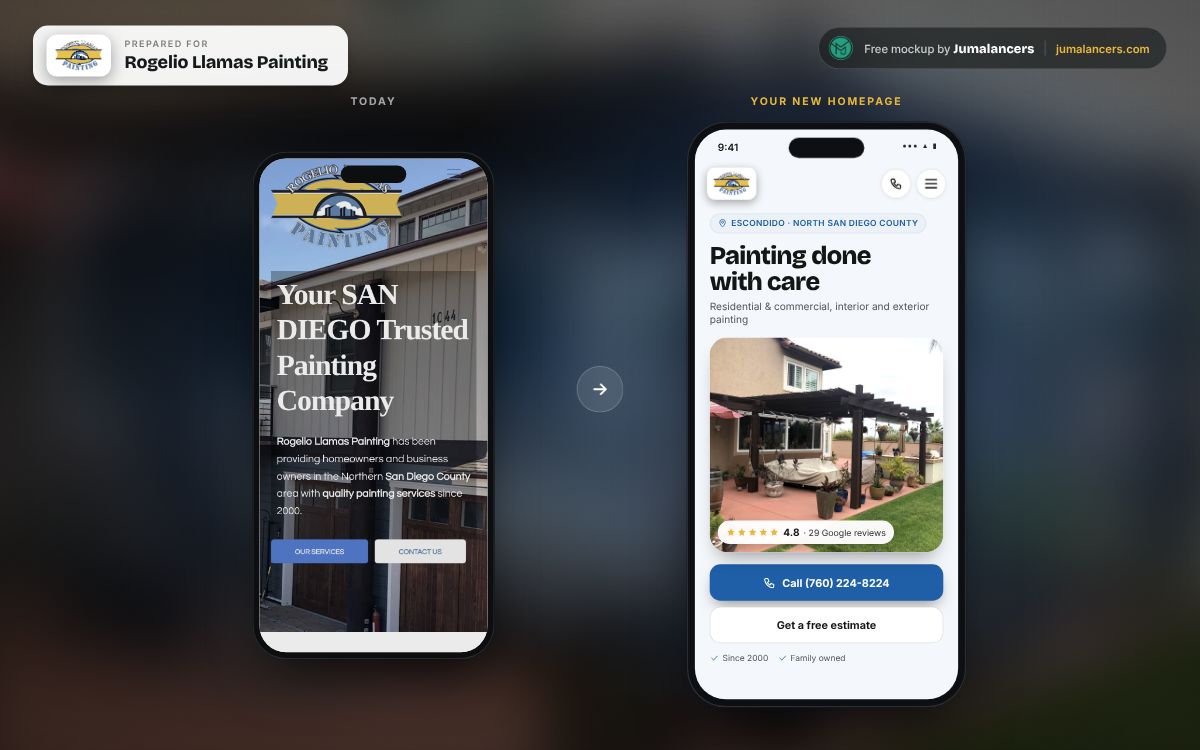 PREPARED FOR
Rogelio Llamas Painting
Free mockup by Jumalancers
jumalancers.com
TODAY
YOUR NEW HOMEPAGE
PAINTING
1044
Your SAN
DIEGO Trusted
Painting
Company
Rogelio Llamas Painting has been
providing homeowners and business
owners in the Northern San Diego County
area with quality painting services since
2000.
OUR SERVICES
CONTACT US
9:41
ESCONDIDO · NORTH SAN DIEGO COUNTY
Painting done
with care
Residential & commercial, interior and exterior
painting
4.8 · 29 Google reviews
Call (760) 224-8224
Get a free estimate
Since 2000
Family owned